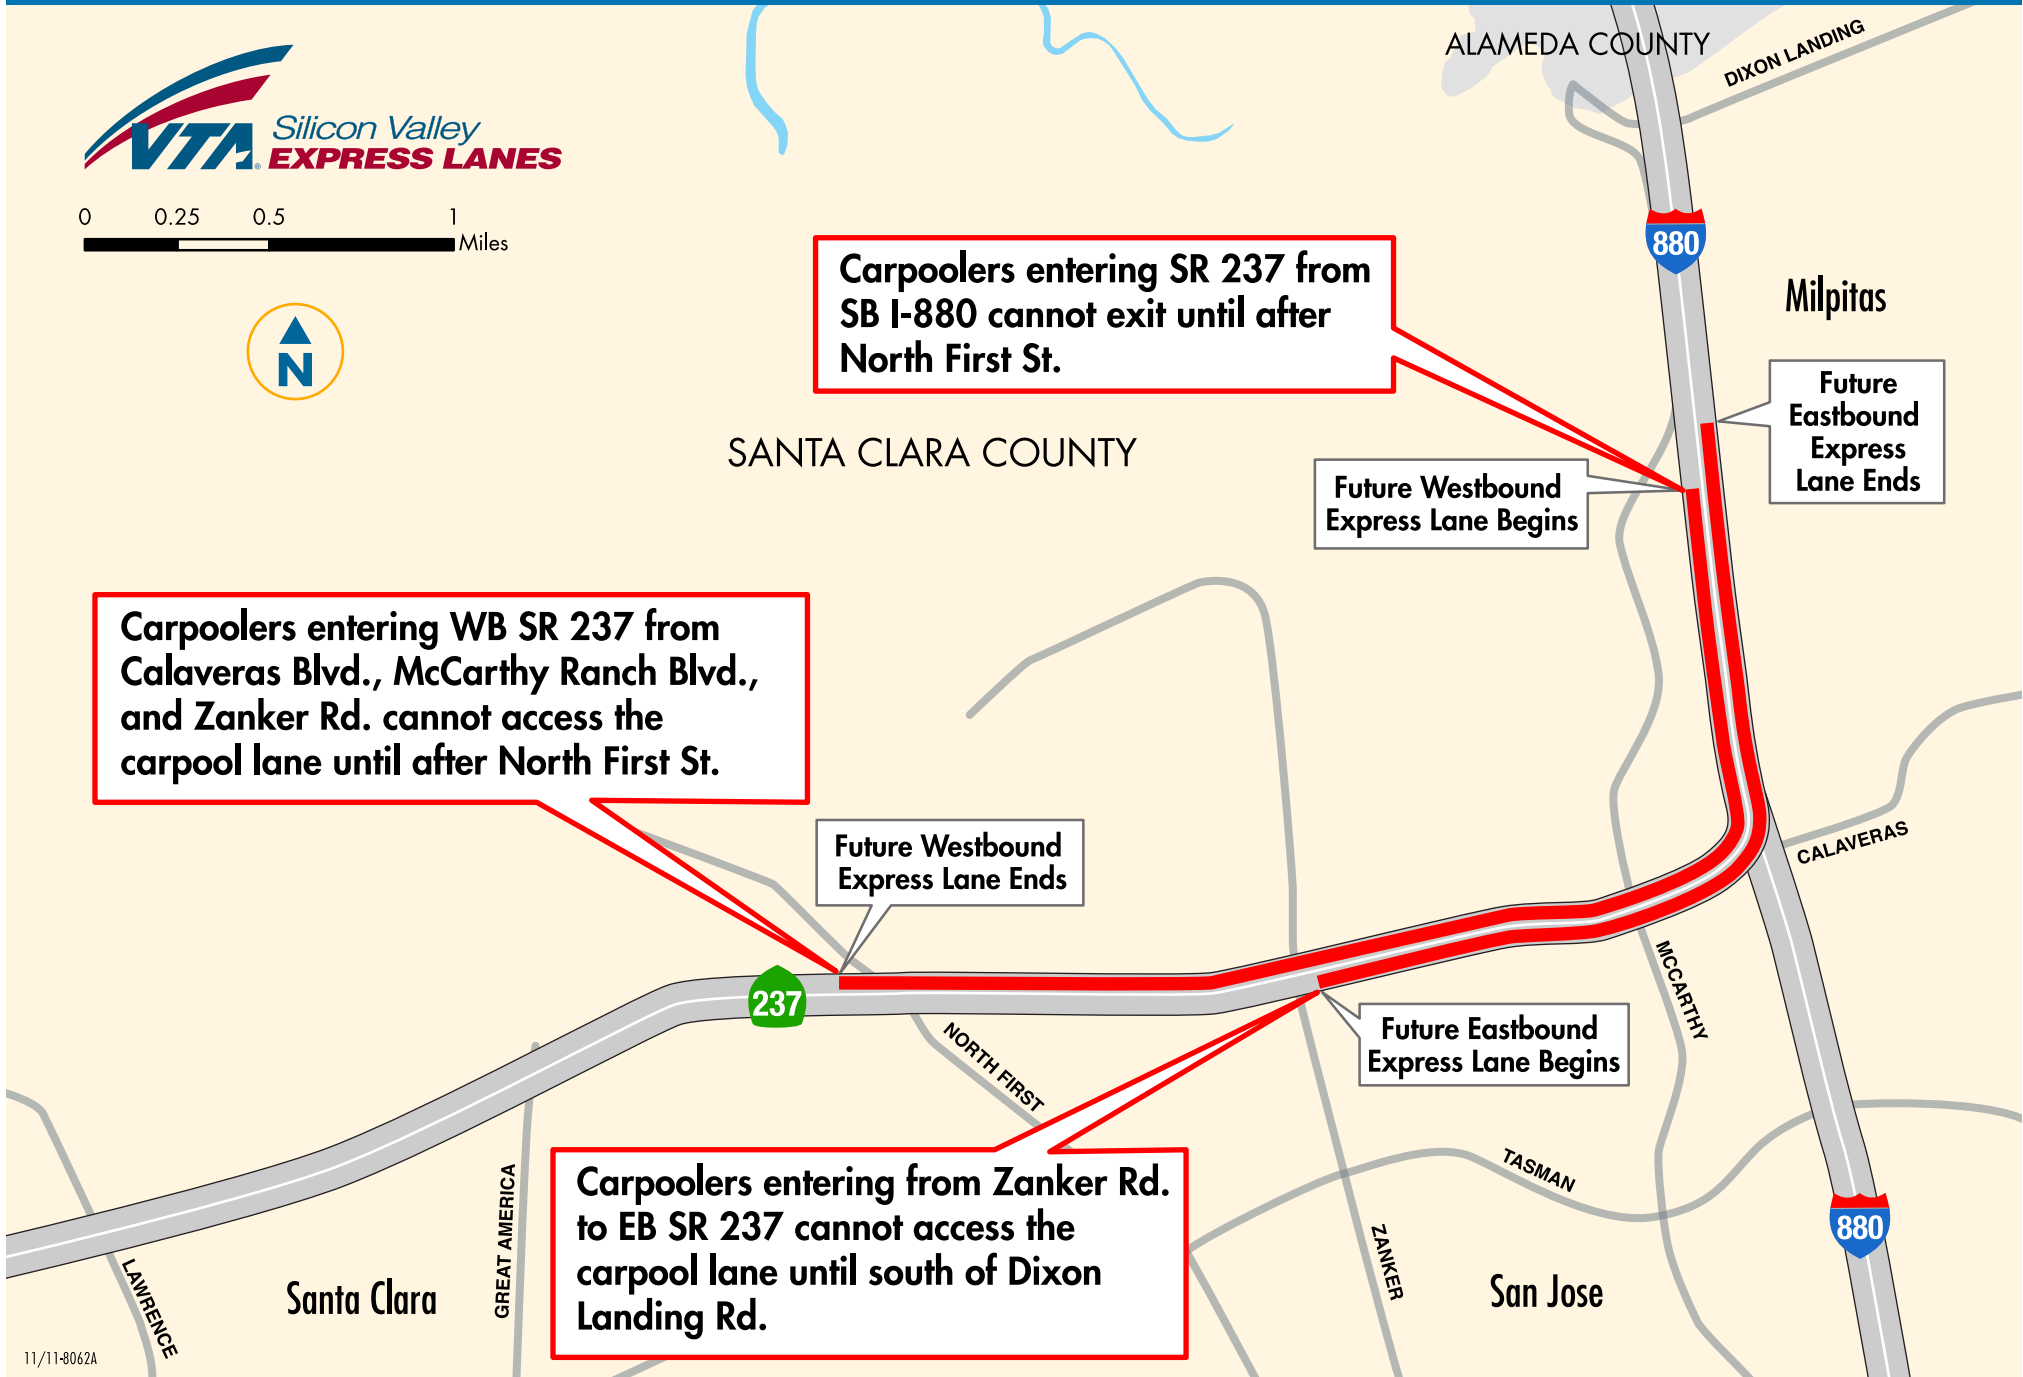 ALAMEDA COUNTY
DIXON LANDING
VTA
®
Silicon Valley
EXPRESS LANES
0 0.25 0.5 1
Miles
N
880
Carpoolers entering SR 237 from
SB I-880 cannot exit until after
North First St.
Milpitas
Future
Eastbound
Express
Lane Ends
SANTA CLARA COUNTY
Future Westbound
Express Lane Begins
Carpoolers entering WB SR 237 from
Calaveras Blvd., McCarthy Ranch Blvd.,
and Zanker Rd. cannot access the
carpool lane until after North First St.
Future Westbound
Express Lane Ends
CALAVERAS
237
MCCARTHY
NORTH FIRST
Future Eastbound
Express Lane Begins
Carpoolers entering from Zanker Rd.
to EB SR 237 cannot access the
carpool lane until south of Dixon
Landing Rd.
TASMAN
880
GREAT AMERICA
ZANKER
LAWRENCE
Santa Clara
San Jose
11/11-8062A